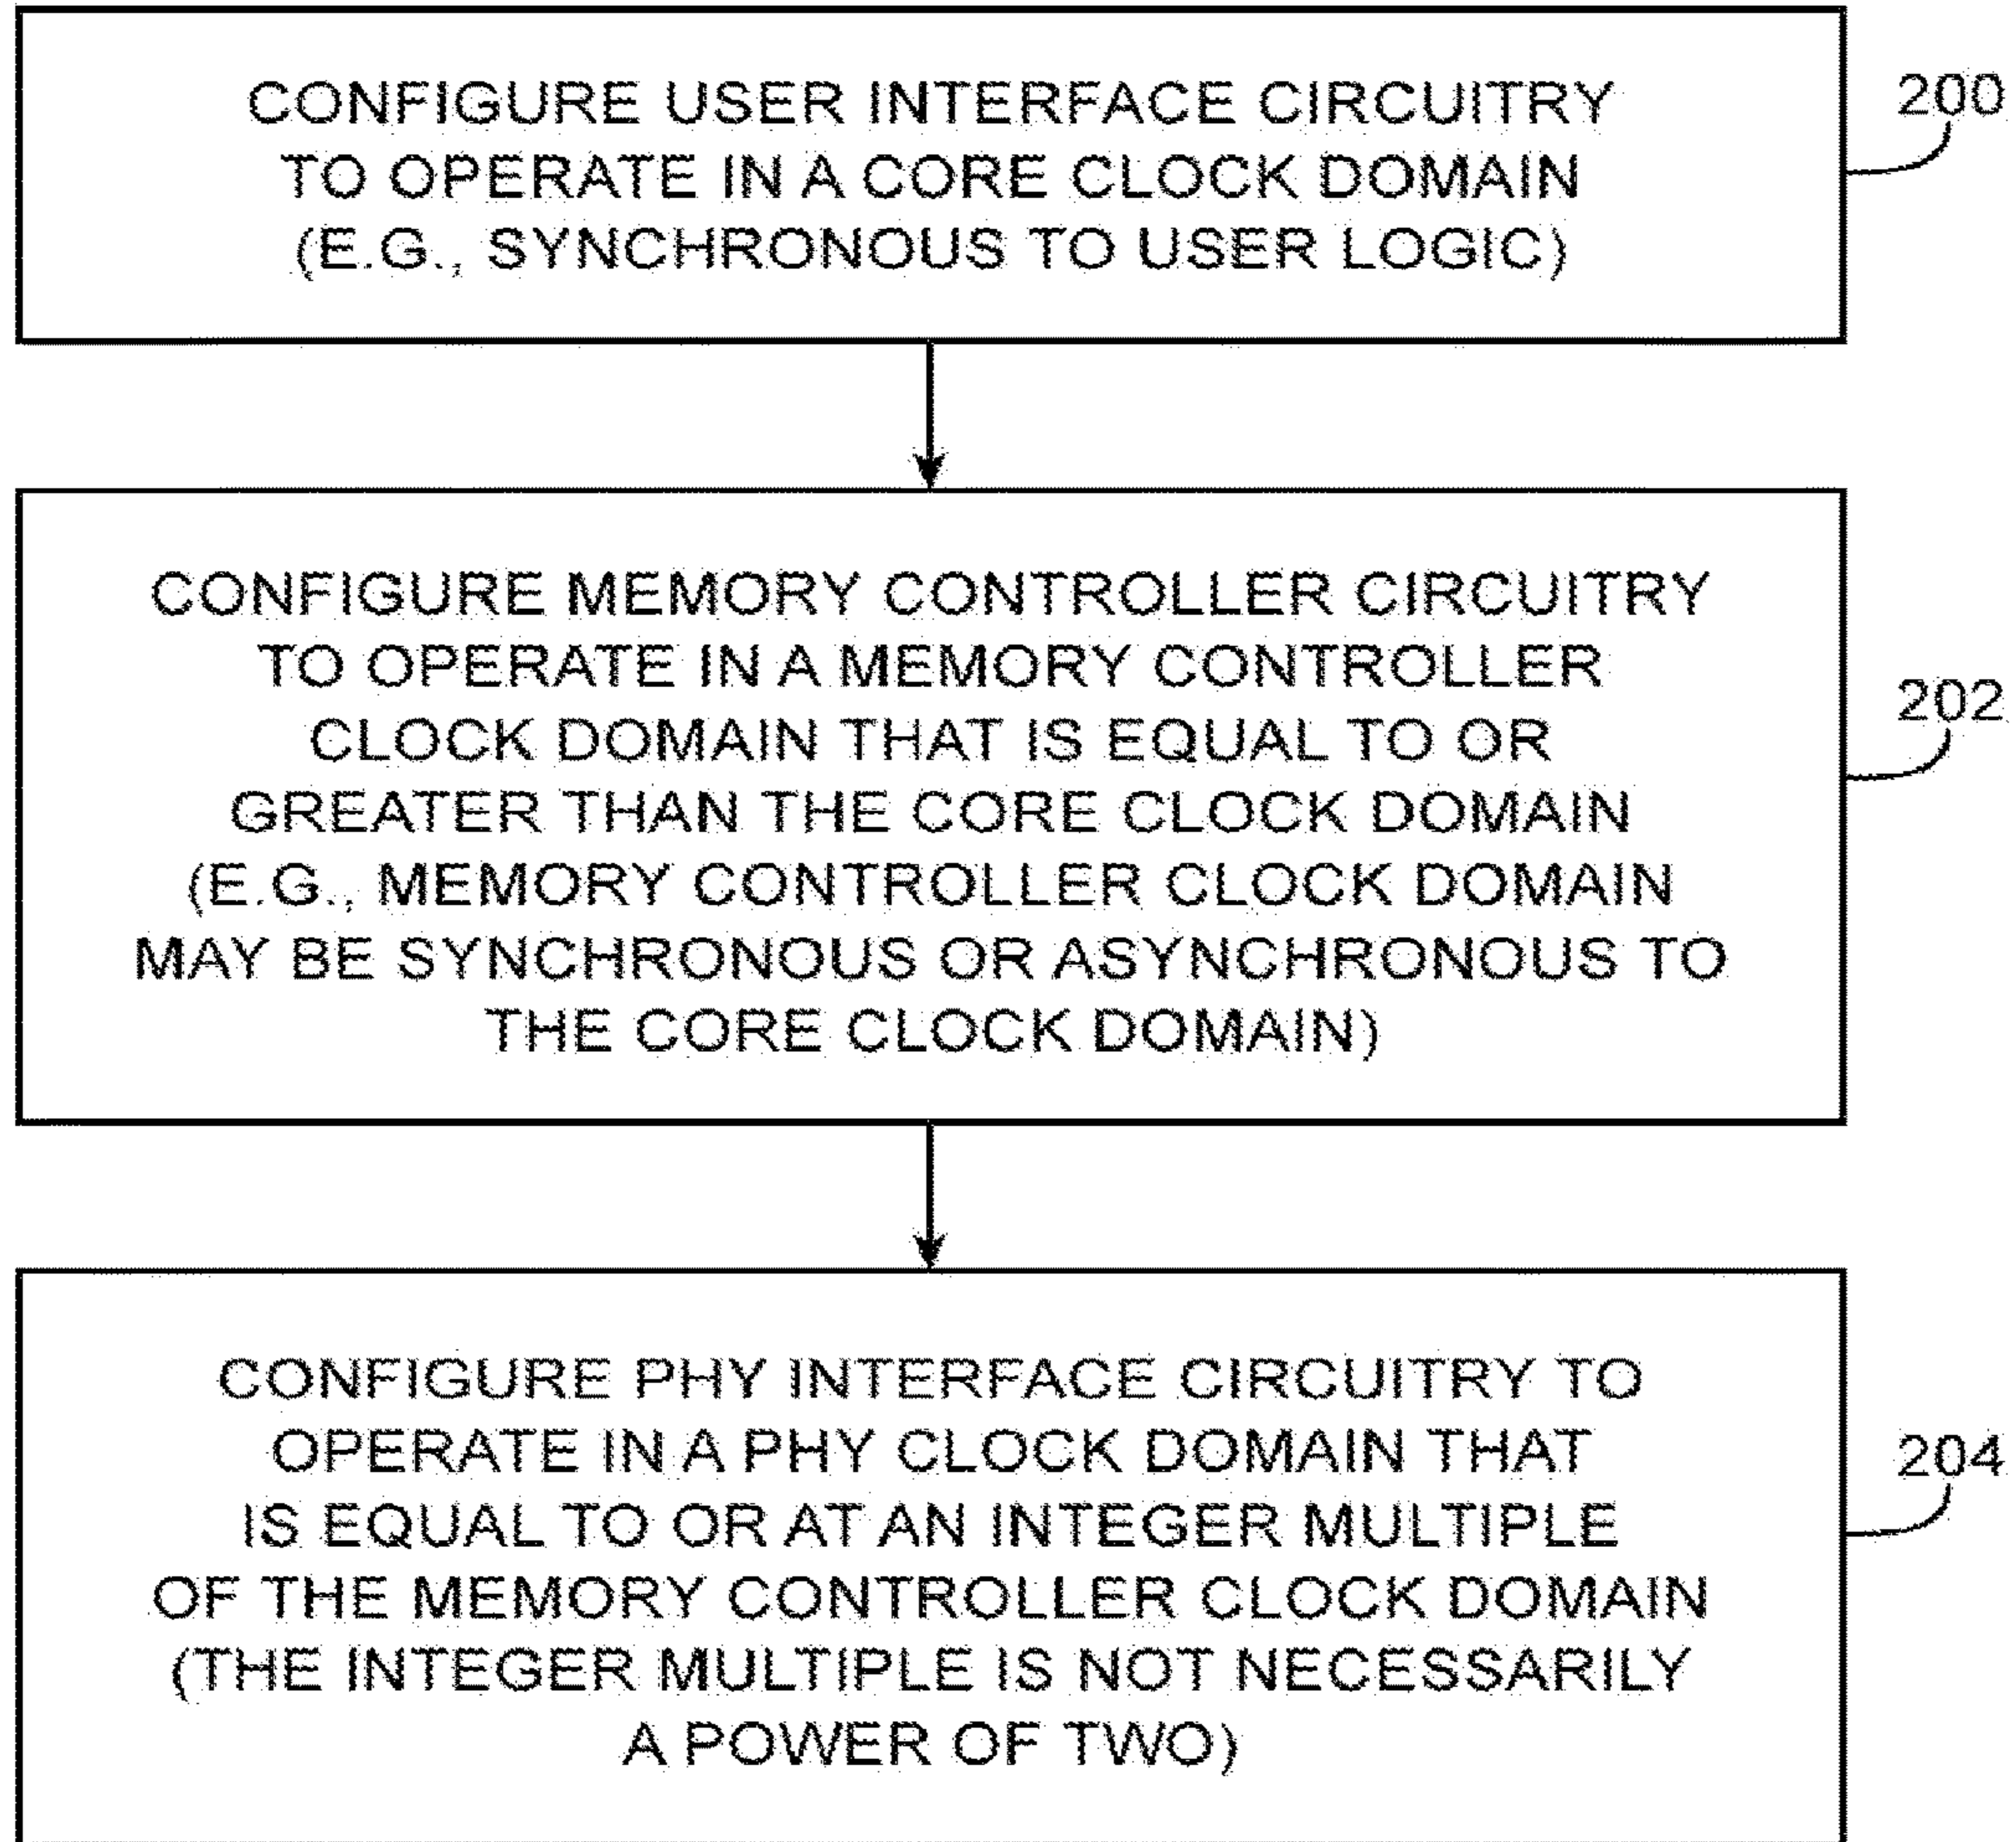 CONFIGURE USER INTERFACE CIRCUITRY
TO OPERATE IN A CORE CLOCK DOMAIN
(E.G., SYNCHRONOUS TO USER LOGIC)
200
CONFIGURE MEMORY CONTROLLER CIRCUITRY
TO OPERATE IN A MEMORY CONTROLLER
CLOCK DOMAIN THAT IS EQUAL TO OR
GREATER THAN THE CORE CLOCK DOMAIN
(E.G., MEMORY CONTROLLER CLOCK DOMAIN
MAY BE SYNCHRONOUS OR ASYNCHRONOUS TO
THE CORE CLOCK DOMAIN)
202
CONFIGURE PHY INTERFACE CIRCUITRY TO
OPERATE IN A PHY CLOCK DOMAIN THAT
IS EQUAL TO OR AT AN INTEGER MULTIPLE
OF THE MEMORY CONTROLLER CLOCK DOMAIN
(THE INTEGER MULTIPLE IS NOT NECESSARILY
A POWER OF TWO)
204